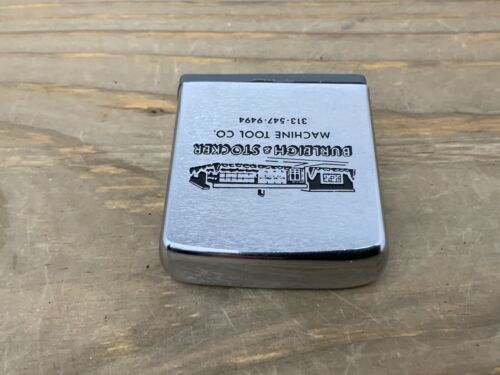 BURLEIGH & STOCKER
MACHINE TOOL CO.
313-547-9494